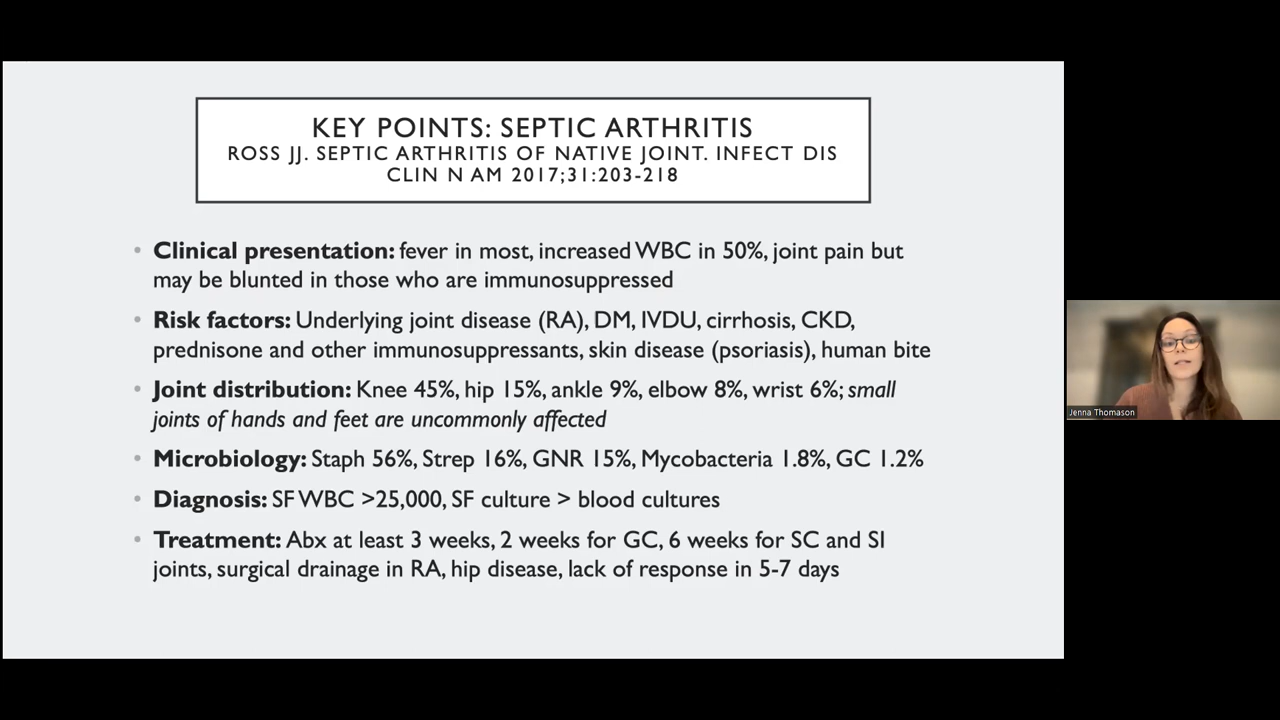 KEY POINTS: SEPTIC ARTHRITIS
ROSS JJ. SEPTIC ARTHRITIS OF NATIVE JOINT. INFECT DIS
CLIN N AM 2017;31:203-218
• Clinical presentation: fever in most, increased WBC in 50%, joint pain but
may be blunted in those who are immunosuppressed
• Risk factors: Underlying joint disease (RA), DM, IVDU, cirrhosis, CKD,
prednisone and other immunosuppressants, skin disease (psoriasis), human bite
• Joint distribution: Knee 45%, hip 15%, ankle 9%, elbow 8%, wrist 6%; small
joints of hands and feet are uncommonly affected
• Microbiology: Staph 56%, Strep 16%, GNR 15%, Mycobacteria 1.8%, GC 1.2%
• Diagnosis: SF WBC >25,000, SF culture > blood cultures
• Treatment: Abx at least 3 weeks, 2 weeks for GC, 6 weeks for SC and SI
joints, surgical drainage in RA, hip disease, lack of response in 5-7 days
Jenna Thomason